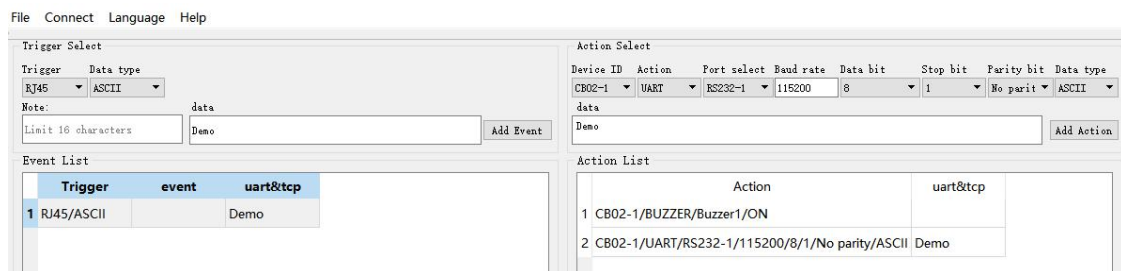 File Connect Language Help
Trigger Select
Trigger Data type
RJ45 ASCII
Note: data
Limit 16 characters Demo Add Event
Event List
Trigger event uart&tcp
1 RJ45/ASCII Demo
Action Select
Device ID Action Port select Baud rate Data bit Stop bit Parity bit Data type
CB02-1 UART RS232-1 115200 8 1 No parit ASCII
data
Demo Add Action
Action List
Action uart&tcp
1 CB02-1/BUZZER/Buzzer1/ON
2 CB02-1/UART/RS232-1/115200/8/1/No parity/ASCII Demo